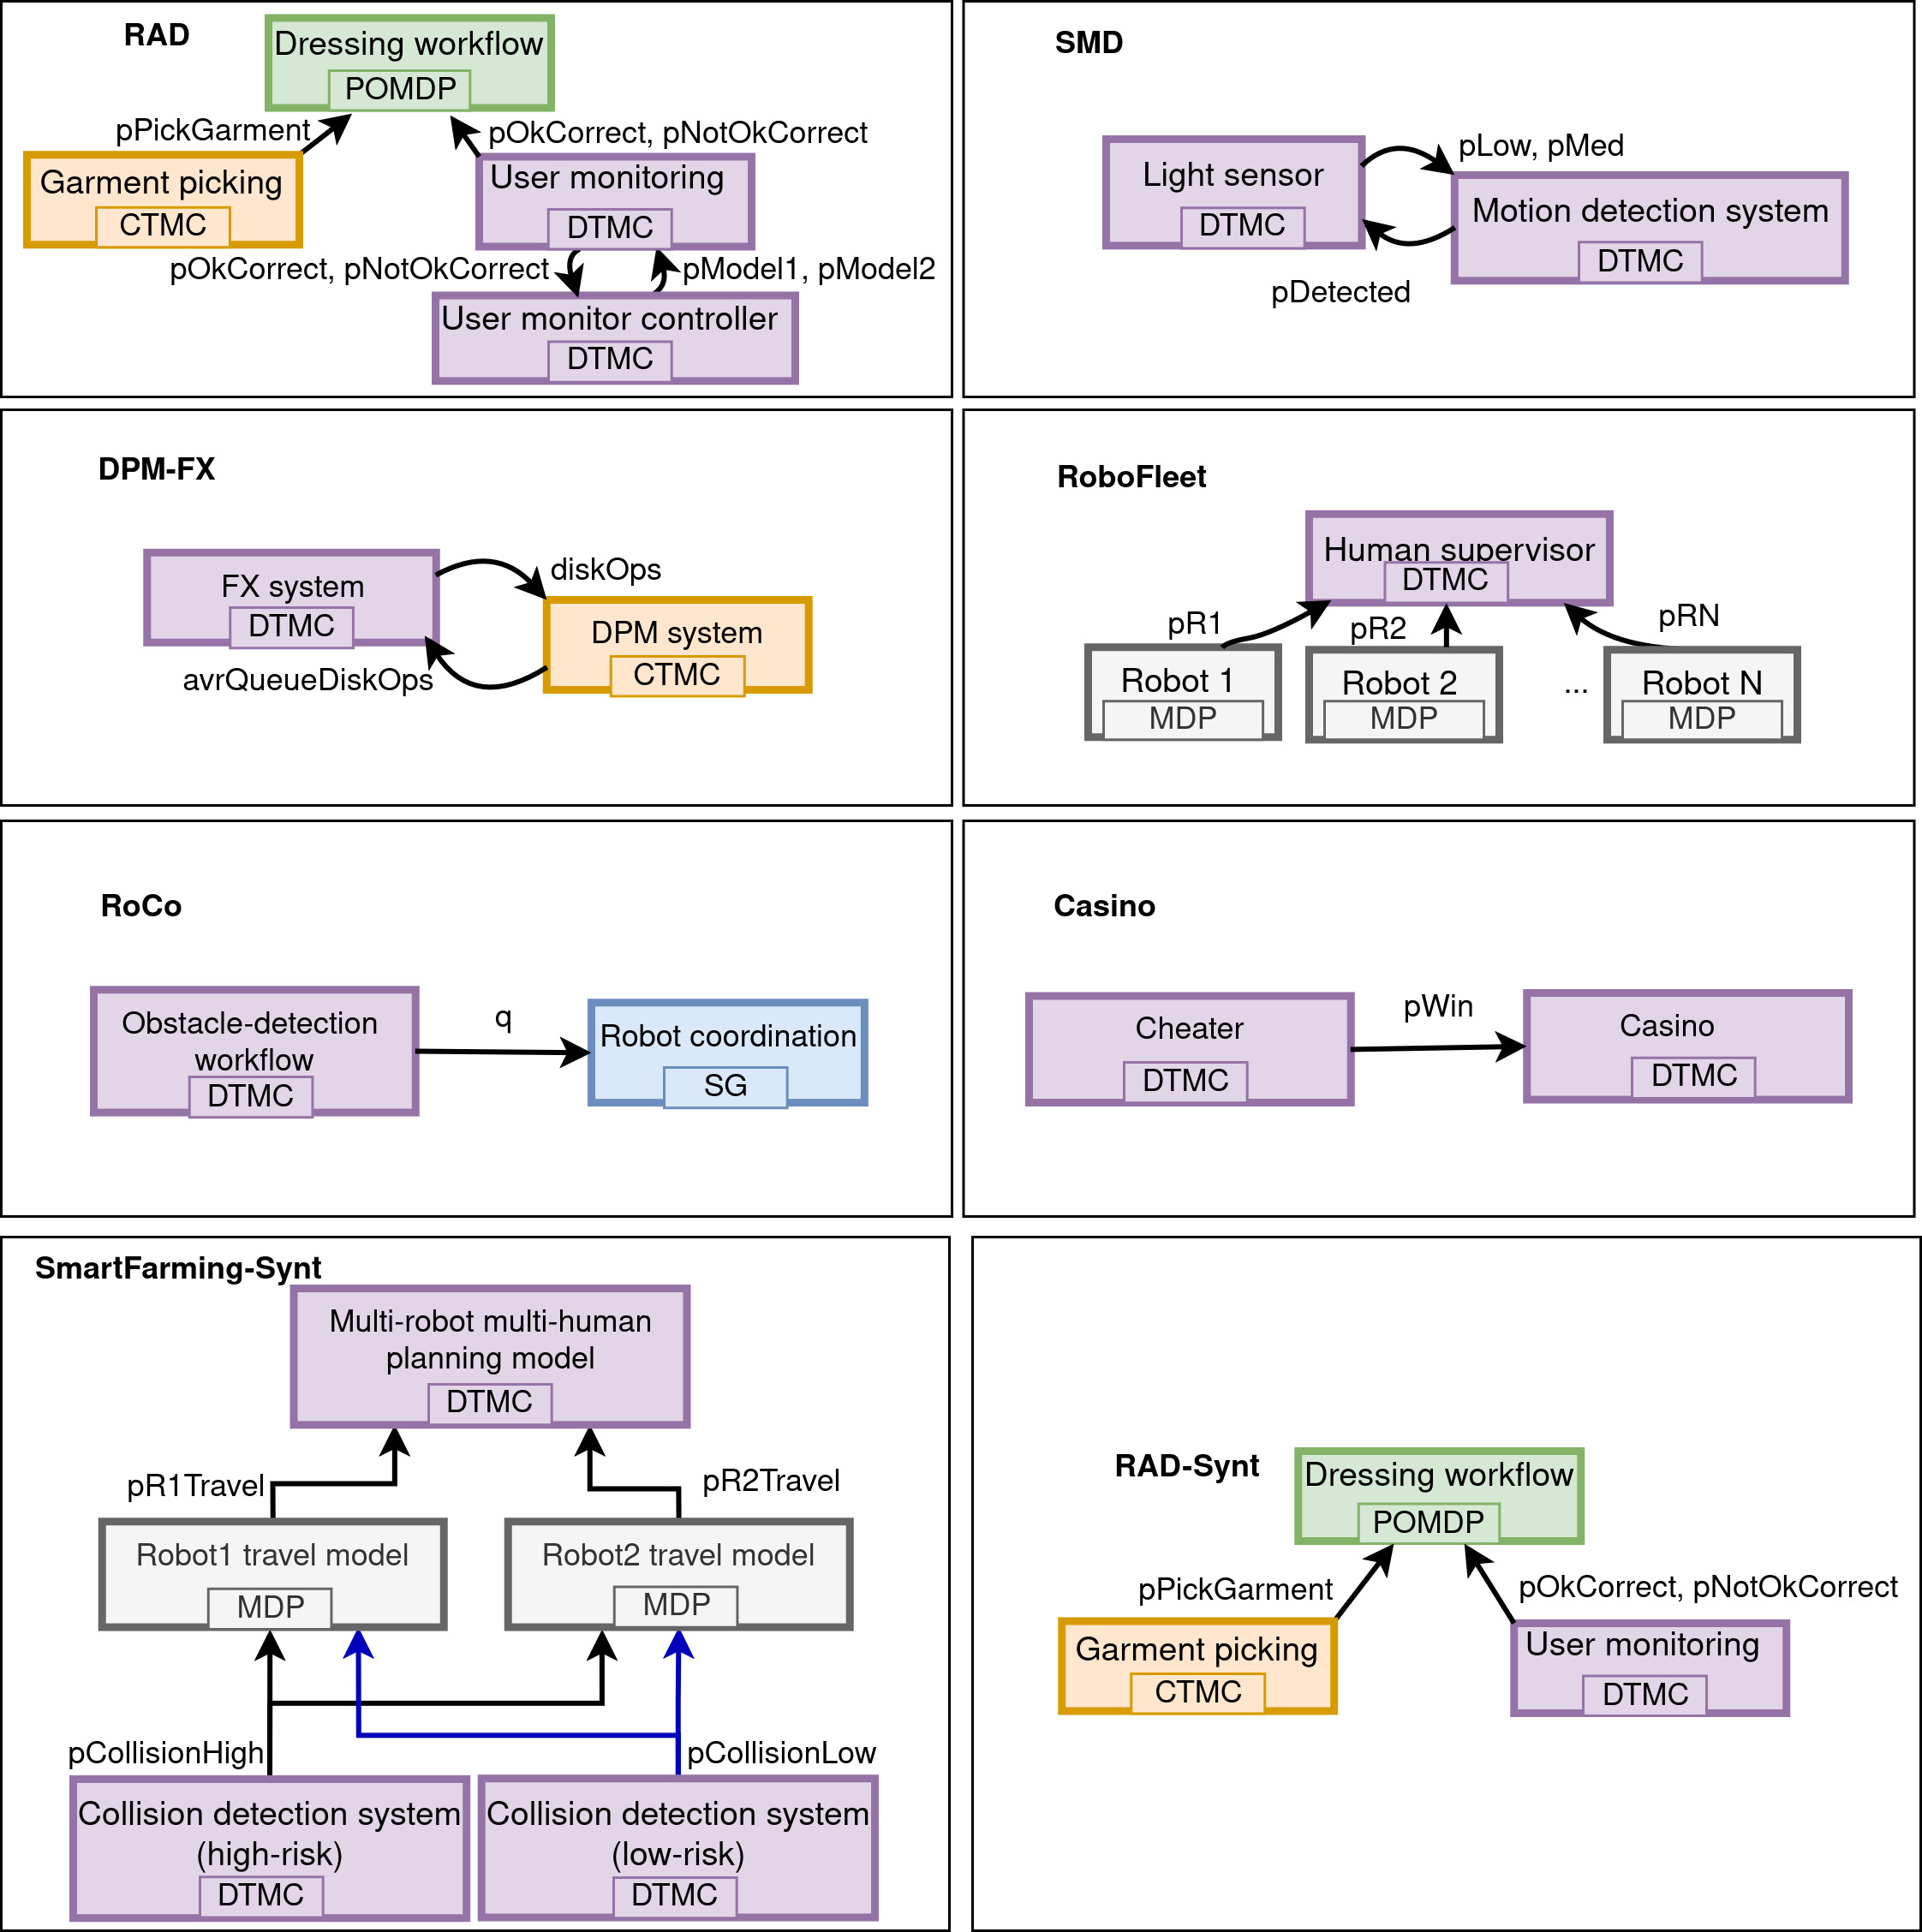 RAD
Dressing workflow
POMDP
pPickGarment
pOkCorrect, pNotOkCorrect
Garment picking
CTMC
User monitoring
DTMC
pOkCorrect, pNotOkCorrect
pModel1, pModel2
User monitor controller
DTMC
SMD
Light sensor
DTMC
pLow, pMed
Motion detection system
DTMC
pDetected
DPM-FX
FX system
DTMC
diskOps
DPM system
CTMC
avrQueueDiskOps
RoboFleet
Human supervisor
DTMC
pR1
pR2
pRN
Robot 1
MDP
Robot 2
MDP
...
Robot N
MDP
RoCo
Obstacle-detection
workflow
DTMC
q
Robot coordination
SG
Casino
Cheater
DTMC
pWin
Casino
DTMC
SmartFarming-Synt
Multi-robot multi-human
planning model
DTMC
pR1Travel
pR2Travel
Robot1 travel model
MDP
Robot2 travel model
MDP
pCollisionHigh
pCollisionLow
Collision detection system
(high-risk)
DTMC
Collision detection system
(low-risk)
DTMC
RAD-Synt
Dressing workflow
POMDP
pPickGarment
pOkCorrect, pNotOkCorrect
Garment picking
CTMC
User monitoring
DTMC